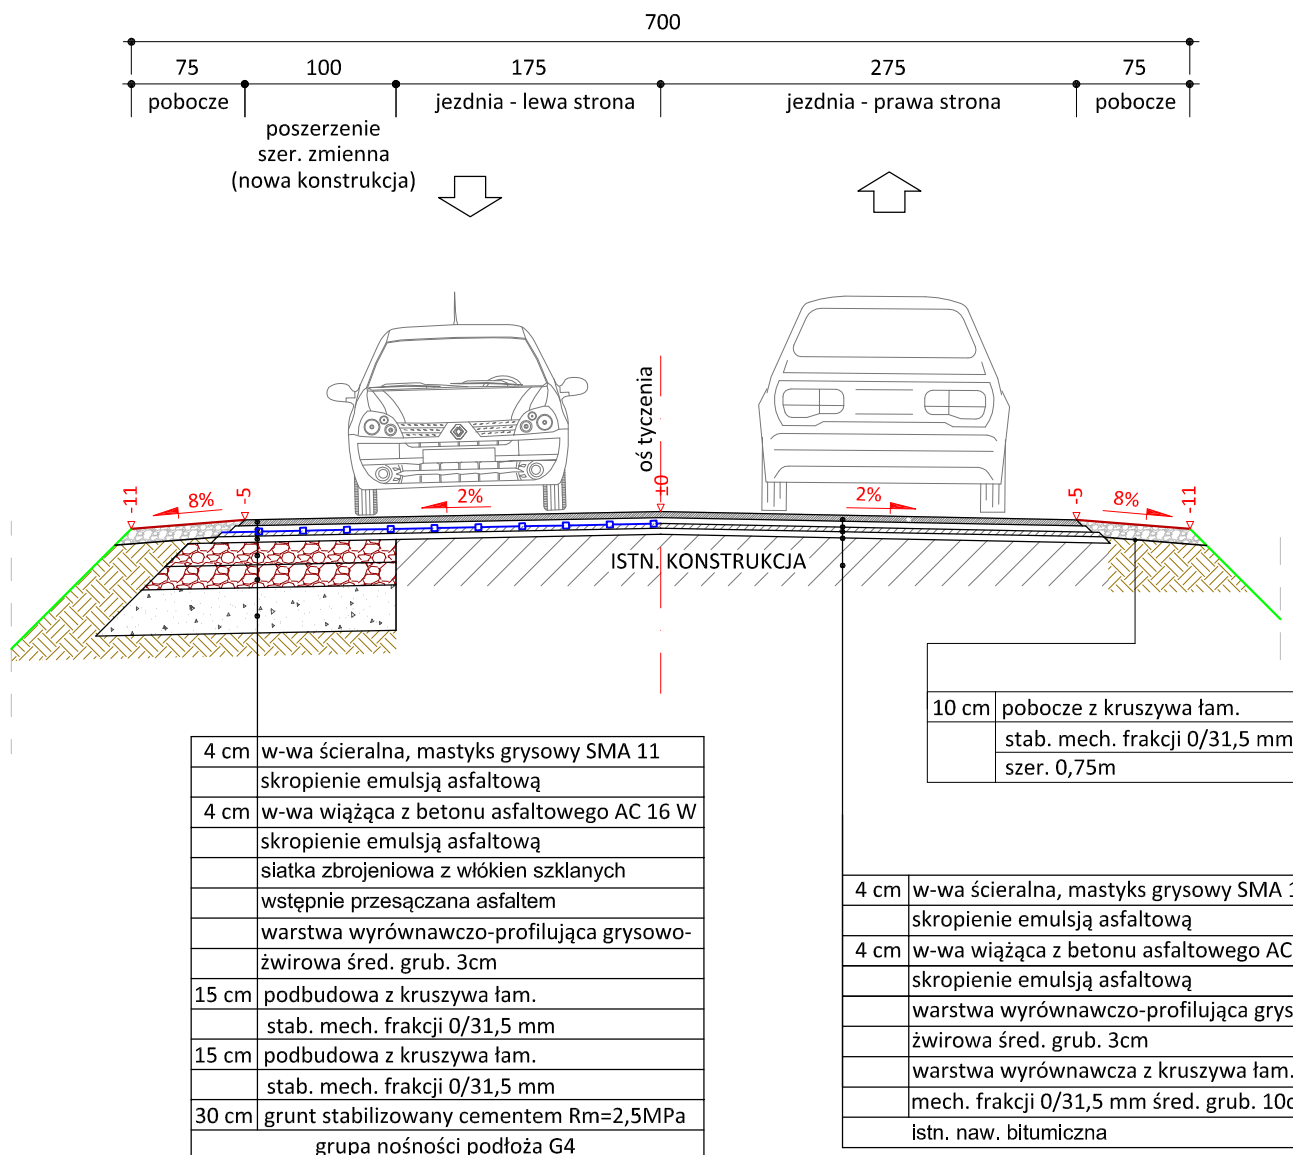 700
75 100 175 275 75
pobocze jezdnia - lewa strona jezdnia - prawa strona pobocze
poszerzenie
szer. zmienna
(nowa konstrukcja)
oś tyczenia
-11 8% -5 2% ±0 2% -5 8% -11
ISTN. KONSTRUKCJA
10 cm pobocze z kruszywa łam.
stab. mech. frakcji 0/31,5 mm
szer. 0,75m
4 cm w-wa ścieralna, mastyks grysowy SMA 11
skropienie emulsją asfaltową
4 cm w-wa wiążąca z betonu asfaltowego AC 16 W
skropienie emulsją asfaltową
siatka zbrojeniowa z włókien szklanych
wstępnie przesączana asfaltem
warstwa wyrównawczo-profilująca grysowo-
żwirowa śred. grub. 3cm
15 cm podbudowa z kruszywa łam.
stab. mech. frakcji 0/31,5 mm
15 cm podbudowa z kruszywa łam.
stab. mech. frakcji 0/31,5 mm
30 cm grunt stabilizowany cementem Rm=2,5MPa
grupa nośności podłoża G4
4 cm w-wa ścieralna, mastyks grysowy SMA
skropienie emulsją asfaltową
4 cm w-wa wiążąca z betonu asfaltowego AC
skropienie emulsją asfaltową
warstwa wyrównawczo-profilująca
żwirowa śred. grub. 3cm
warstwa wyrównawcza z kruszywa łam.
mech. frakcji 0/31,5 mm śred. grub.
istn. naw. bitumiczna